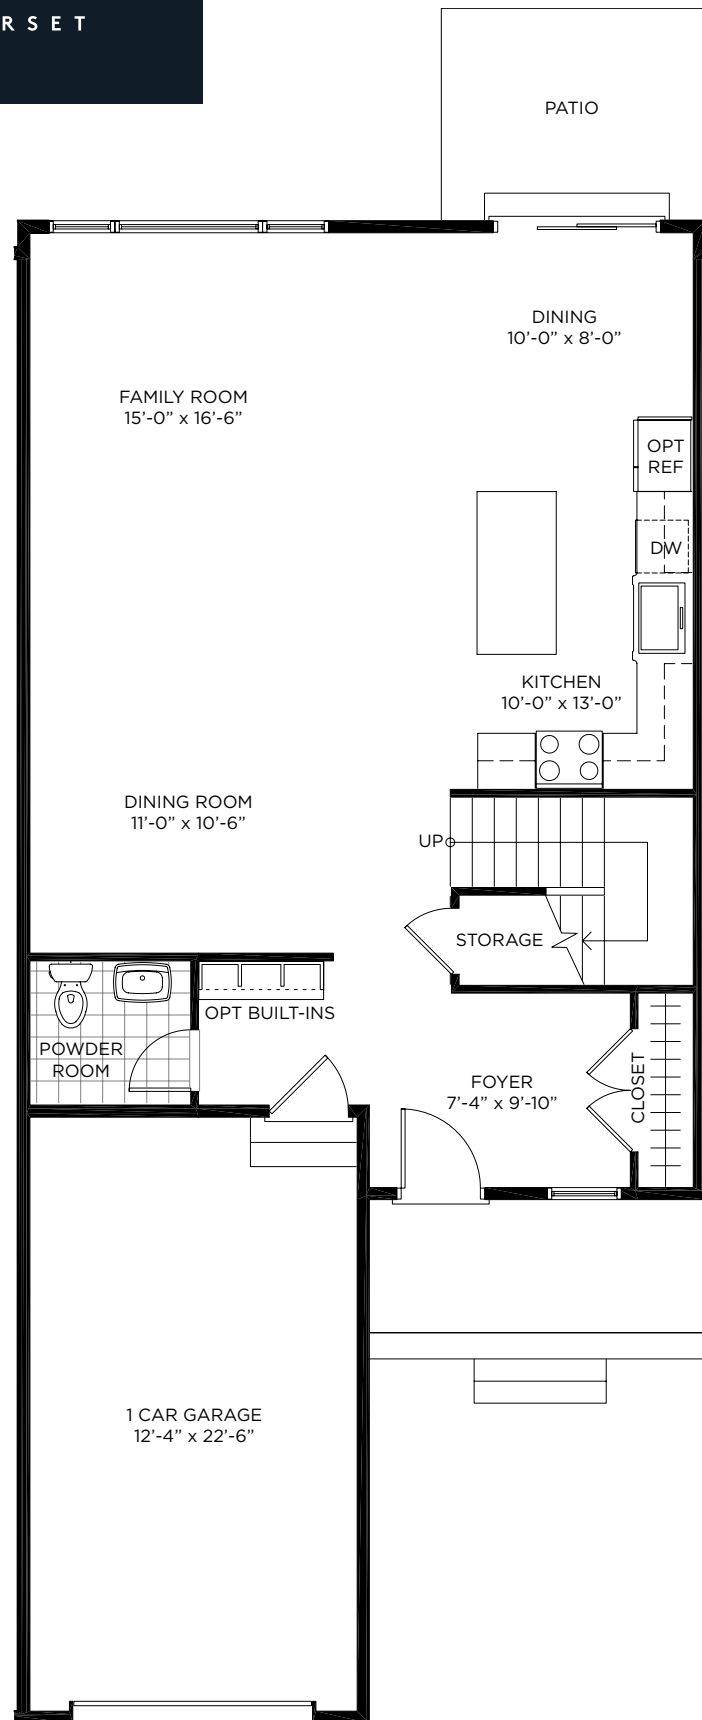 RSET
PATIO
DINING
10’-0” x 8’-0”
FAMILY ROOM
15’-0” x 16’-6”
OPT
REF
DW
KITCHEN
10’-0” x 13’-0”
DINING ROOM
11’-0” x 10’-6”
UP
STORAGE
OPT BUILT-INS
POWDER
ROOM
FOYER
7’-4” x 9’-10”
CLOSET
1 CAR GARAGE
12’-4” x 22’-6”